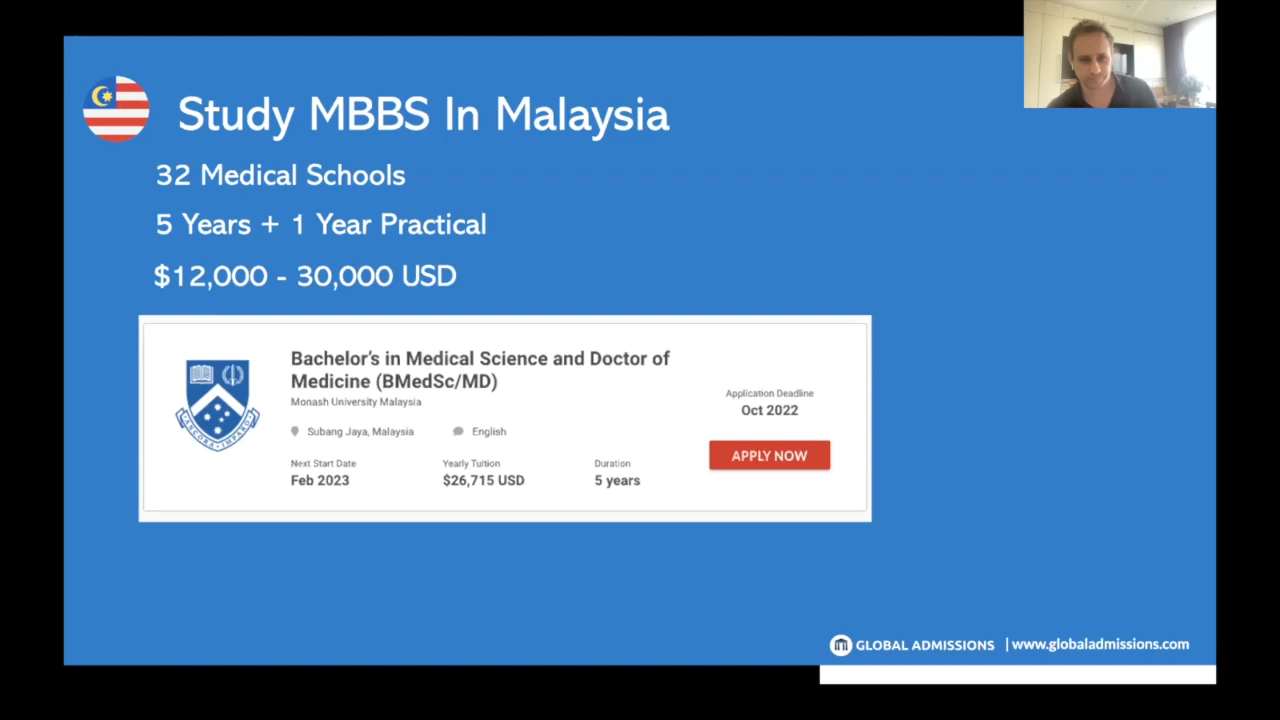 Study MBBS In Malaysia
32 Medical Schools
5 Years + 1 Year Practical
$12,000 - 30,000 USD
Bachelor's in Medical Science and Doctor of
Medicine (BMedSc/MD)
Monash University Malaysia
Subang Jaya, Malaysia
English
Next Start Date
Feb 2023
Yearly Tuition
$26,715 USD
Duration
5 years
Application Deadline
Oct 2022
APPLY NOW
ANCORA IMPARO
GLOBAL ADMISSIONS | www.globaladmissions.com